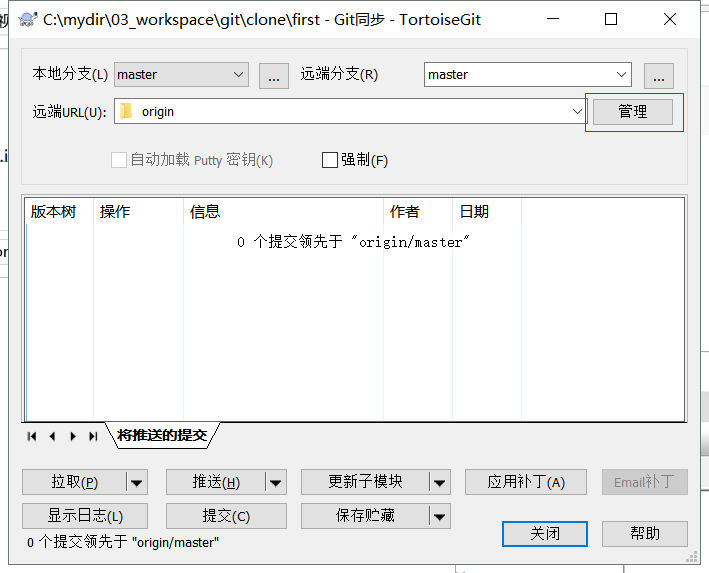 C:\mydir\03_workspace\git\clone\first - Git同步 - TortoiseGit
本地分支(L) master ... 远端分支(R) master ...
远端URL(U): origin 管理
自动加载 Putty 密钥(K) 强制(F)
版本树 操作 信息 作者 日期
0 个提交领先于 "origin/master"
将推送的提交
拉取(P) 推送(H) 更新子模块 应用补丁(A) Email补丁
显示日志(L) 提交(C) 保存贮藏
关闭 帮助
0 个提交领先于 "origin/master"